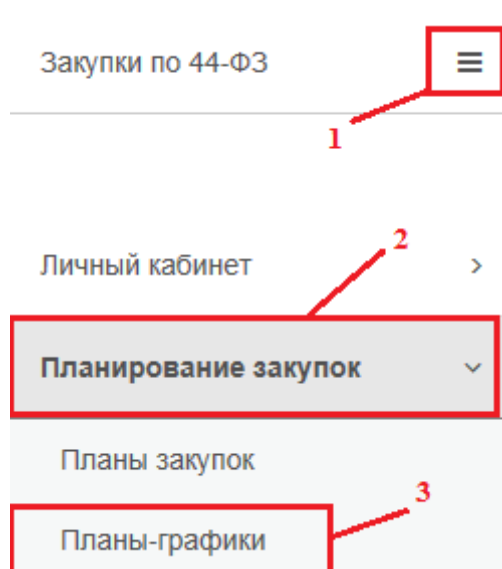 Закупки по 44-ФЗ
1
2
Личный кабинет
Планирование закупок
Планы закупок
3
Планы-графики